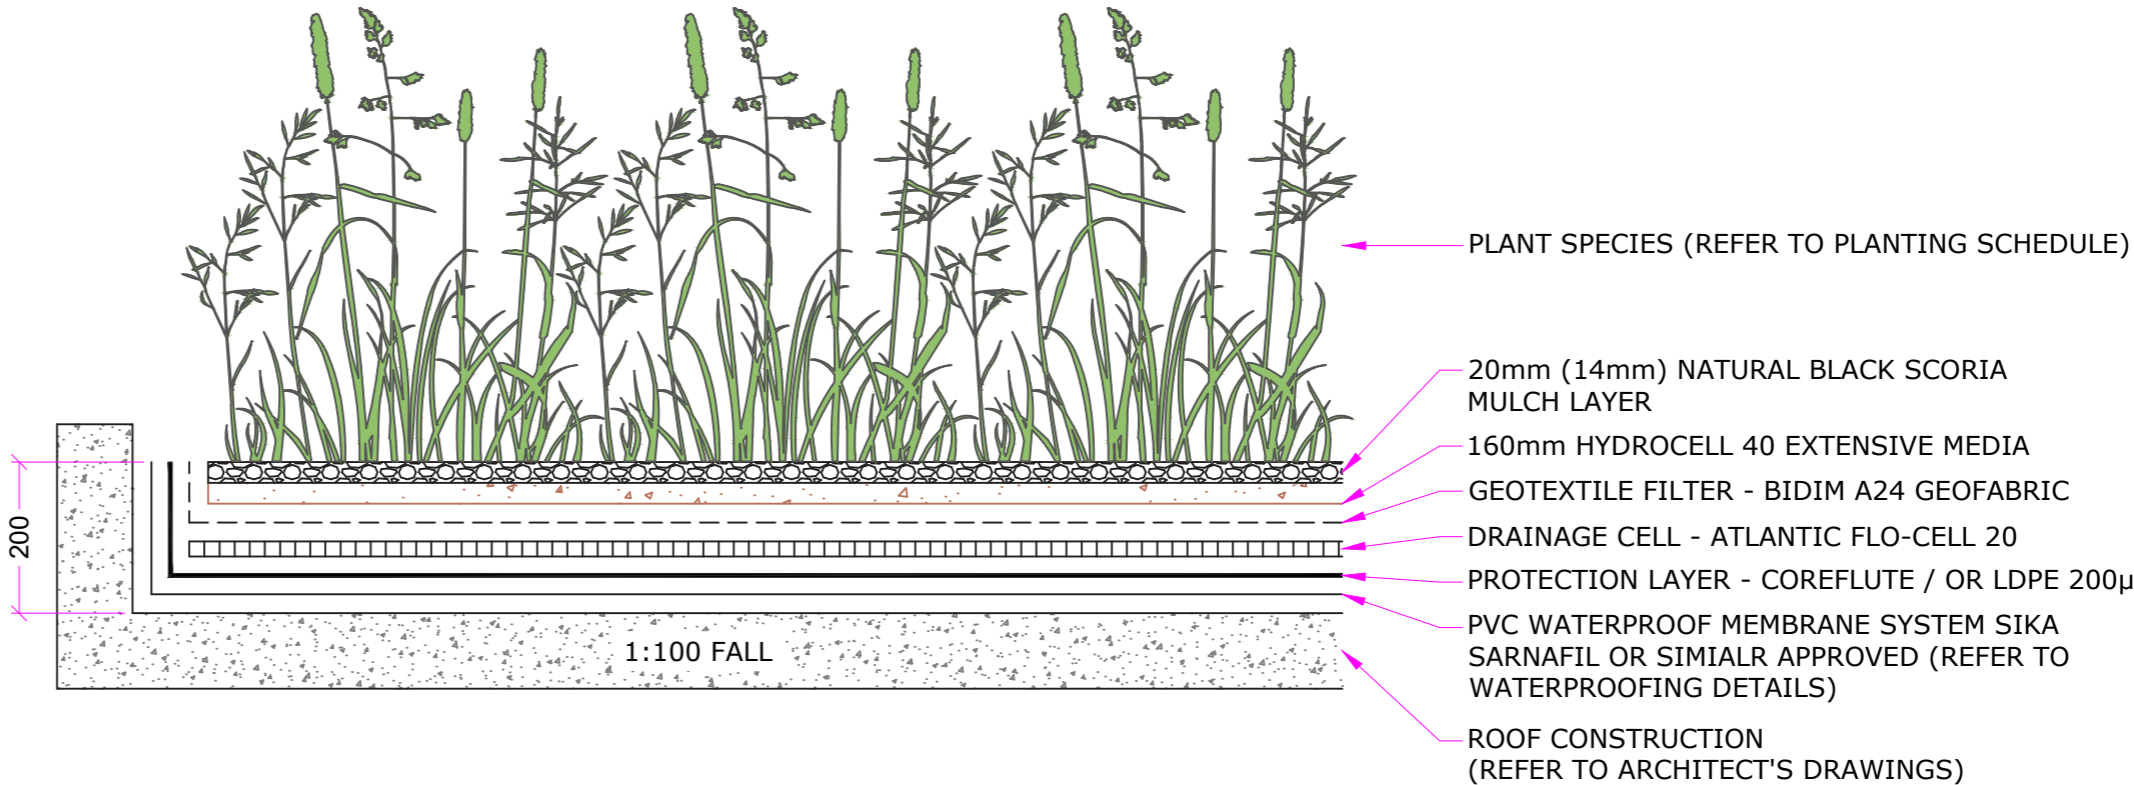 PLANT SPECIES (REFER TO PLANTING SCHEDULE)
20mm (14mm) NATURAL BLACK SCORIA
MULCH LAYER
160mm HYDROCELL 40 EXTENSIVE MEDIA
GEOTEXTILE FILTER - BIDIM A24 GEOFABRIC
DRAINAGE CELL - ATLANTIC FLO-CELL 20
PROTECTION LAYER - COREFLUTE / OR LDPE 200µ
PVC WATERPROOF MEMBRANE SYSTEM SIKA
SARNAFIL OR SIMIALR APPROVED (REFER TO
WATERPROOFING DETAILS)
ROOF CONSTRUCTION
(REFER TO ARCHITECT'S DRAWINGS)
200
1:100 FALL